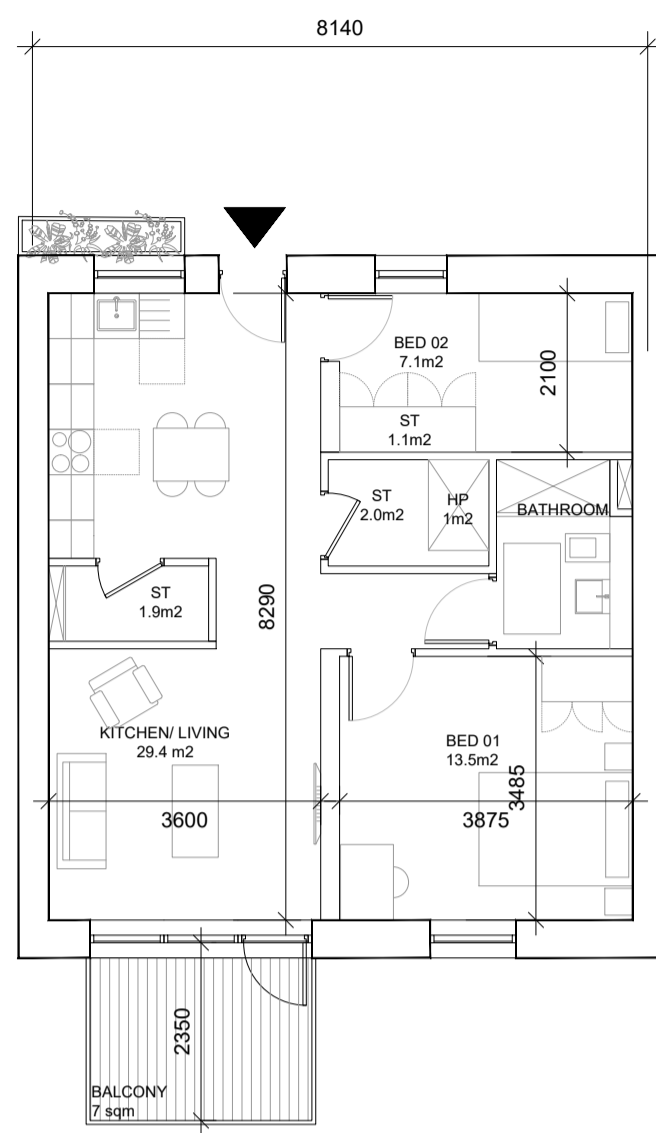 8140
BED 02
7.1m2
2100
ST
1.1m2
ST
2.0m2
HP
1m2
BATHROOM
ST
1.9m2
8290
KITCHEN/ LIVING
29.4 m2
BED 01
13.5m2
3485
3600
3875
2350
BALCONY
7 sqm